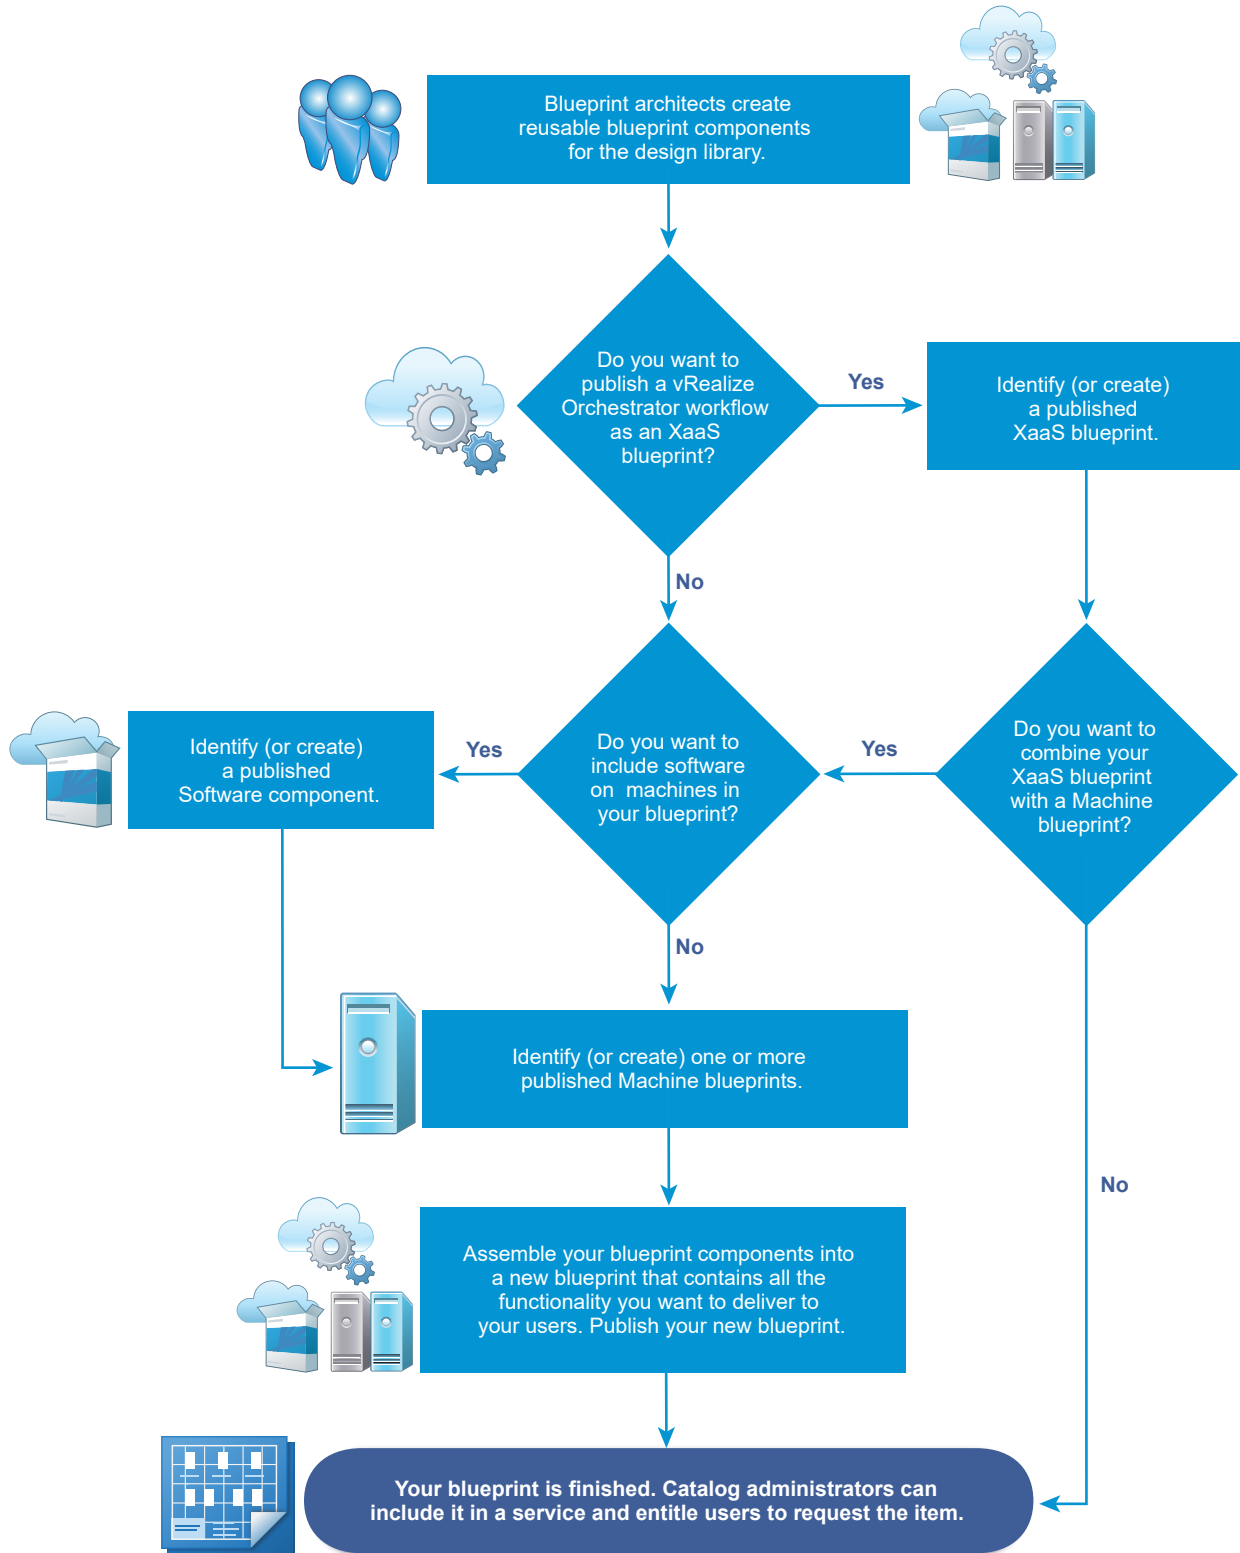 Blueprint architects create
reusable blueprint components
for the design library.
Do you want to
publish a vRealize
Orchestrator workflow
as an XaaS
blueprint?
Yes
Identify (or create)
a published
XaaS blueprint.
No
Identify (or create)
a published
Software component.
Yes
Do you want to
include software
on machines in
your blueprint?
Yes
Do you want to
combine your
XaaS blueprint
with a Machine
blueprint?
No
Identify (or create) one or more
published Machine blueprints.
No
Assemble your blueprint components into
a new blueprint that contains all the
functionality you want to deliver to
your users. Publish your new blueprint.
Your blueprint is finished. Catalog administrators can
include it in a service and entitle users to request the item.